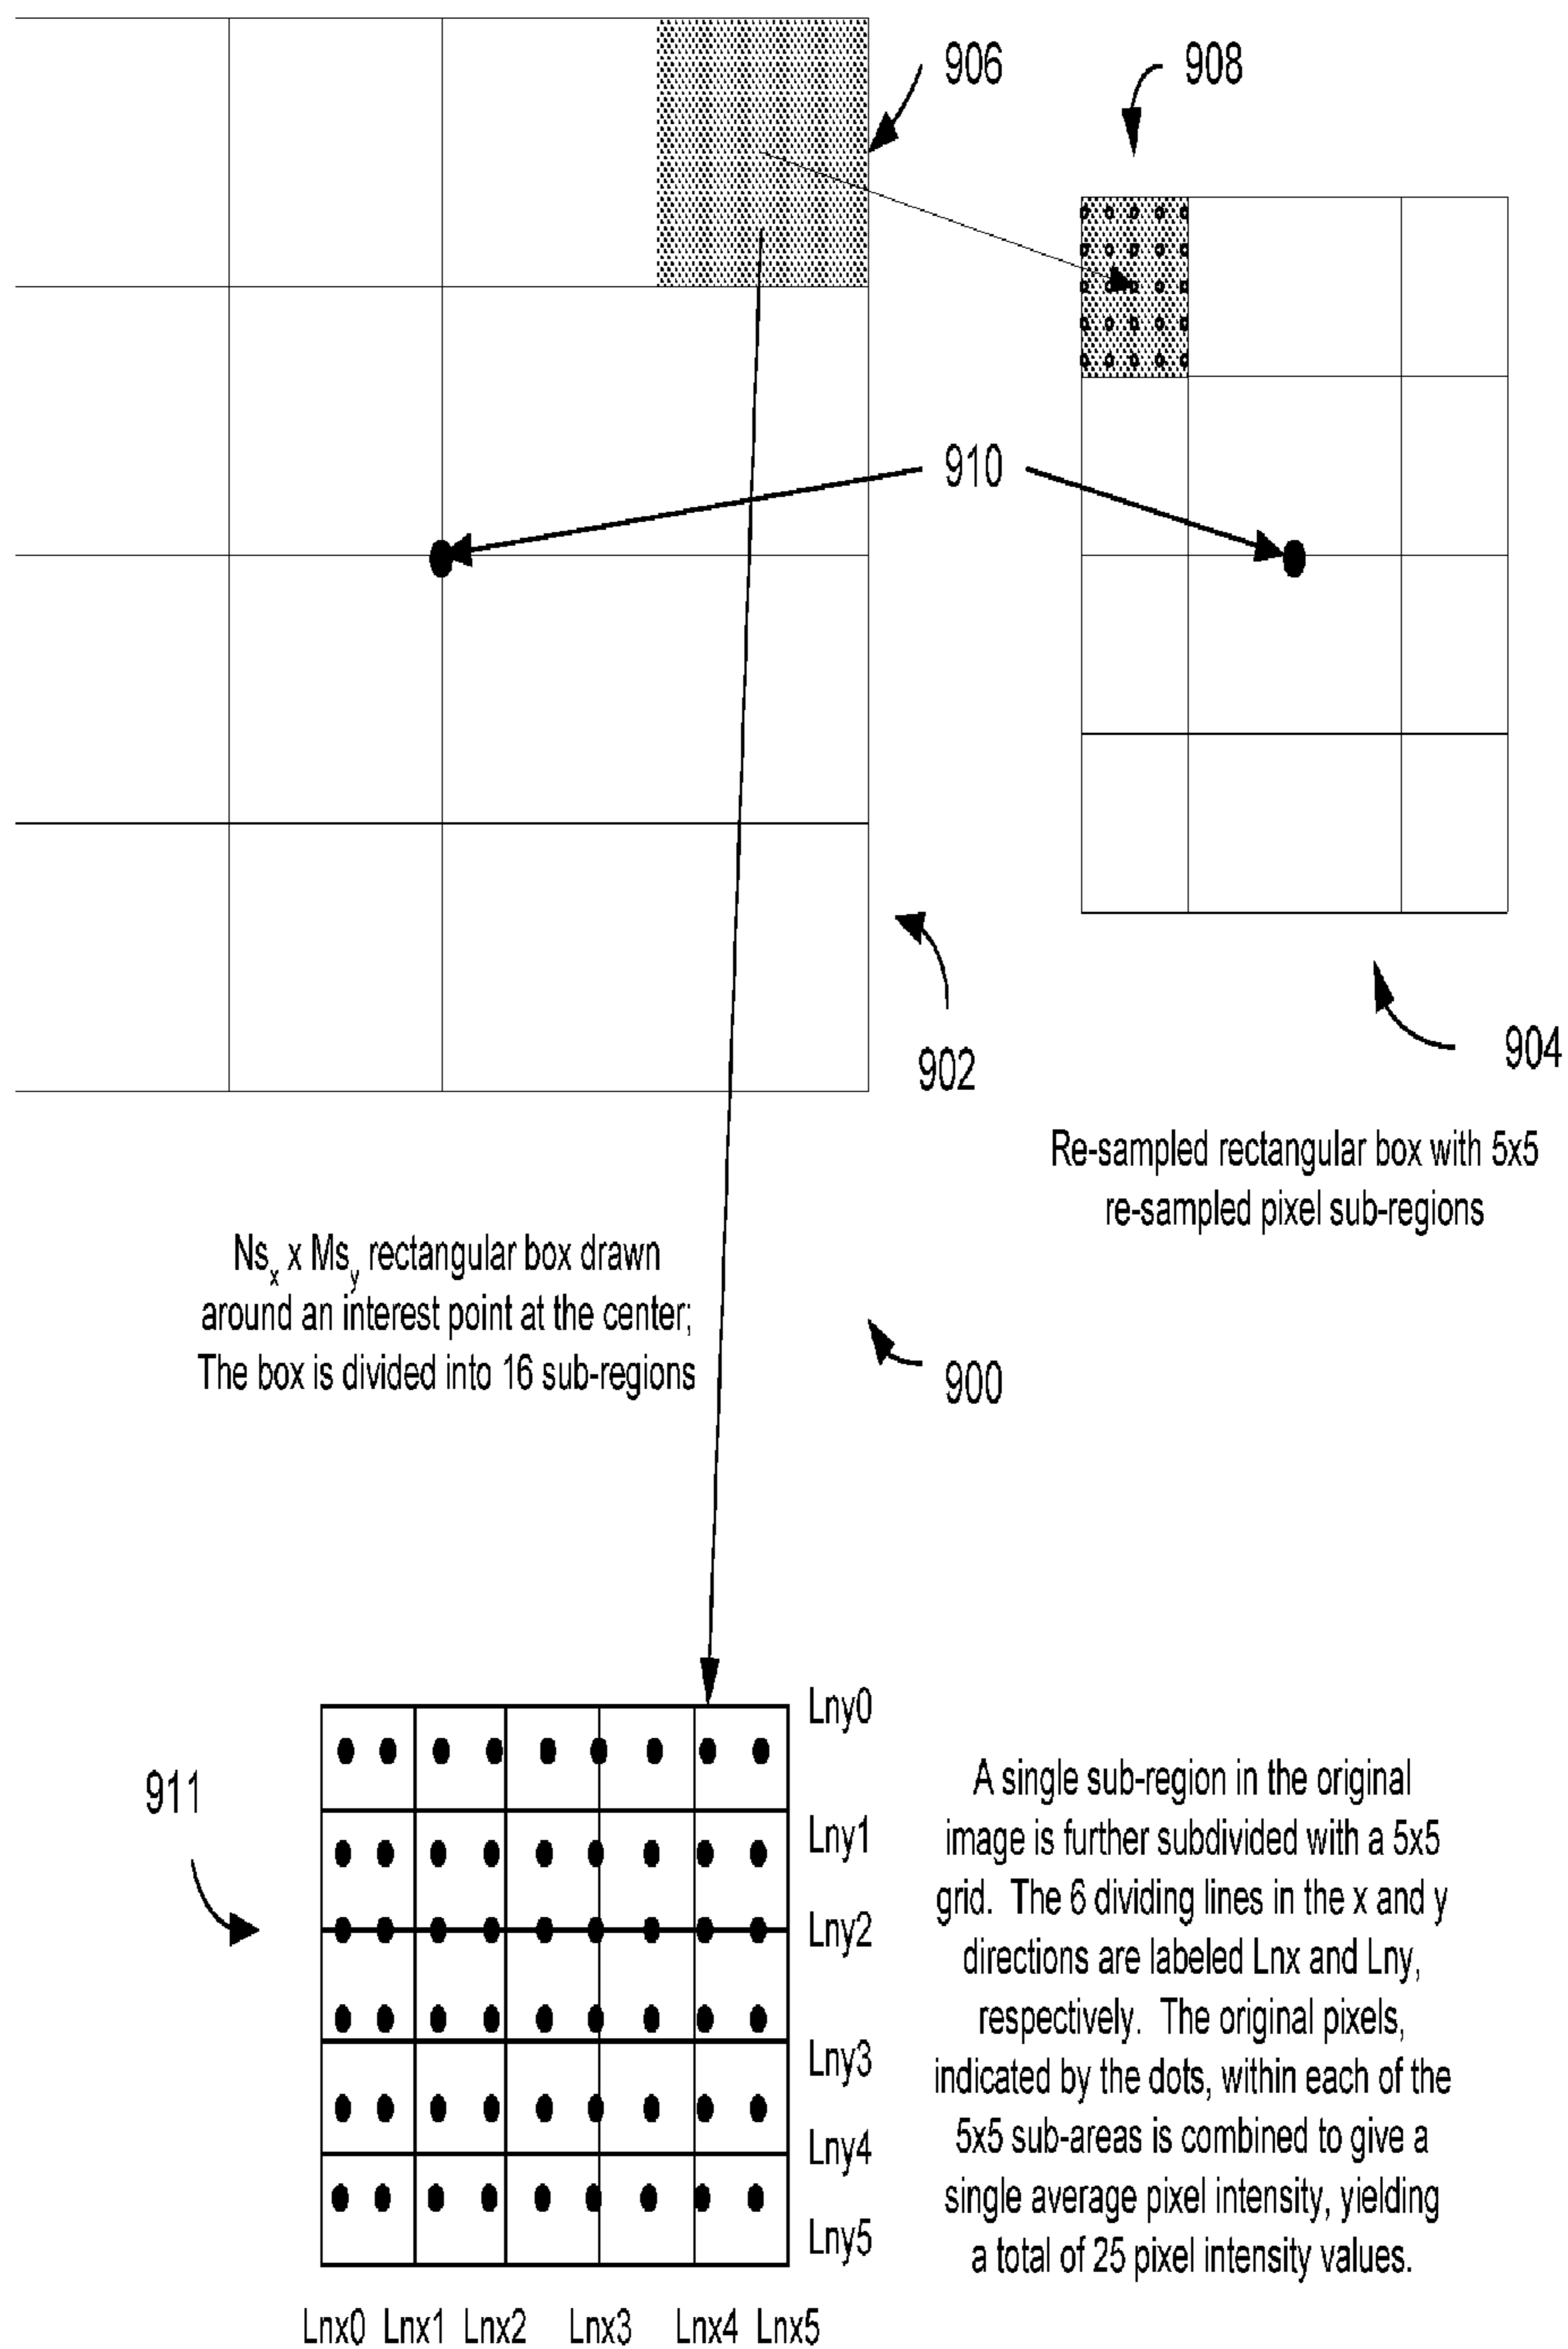 906
908
910
902
904
Re-sampled rectangular box with 5x5
re-sampled pixel sub-regions
Nsx x Msy rectangular box drawn
around an interest point at the center;
The box is divided into 16 sub-regions
900
911
Lny0
Lny1
Lny2
Lny3
Lny4
Lny5
Lnx0 Lnx1 Lnx2 Lnx3 Lnx4 Lnx5
A single sub-region in the original
image is further subdivided with a 5x5
grid. The 6 dividing lines in the x and y
directions are labeled Lnx and Lny,
respectively. The original pixels,
indicated by the dots, within each of the
5x5 sub-areas is combined to give a
single average pixel intensity, yielding
a total of 25 pixel intensity values.